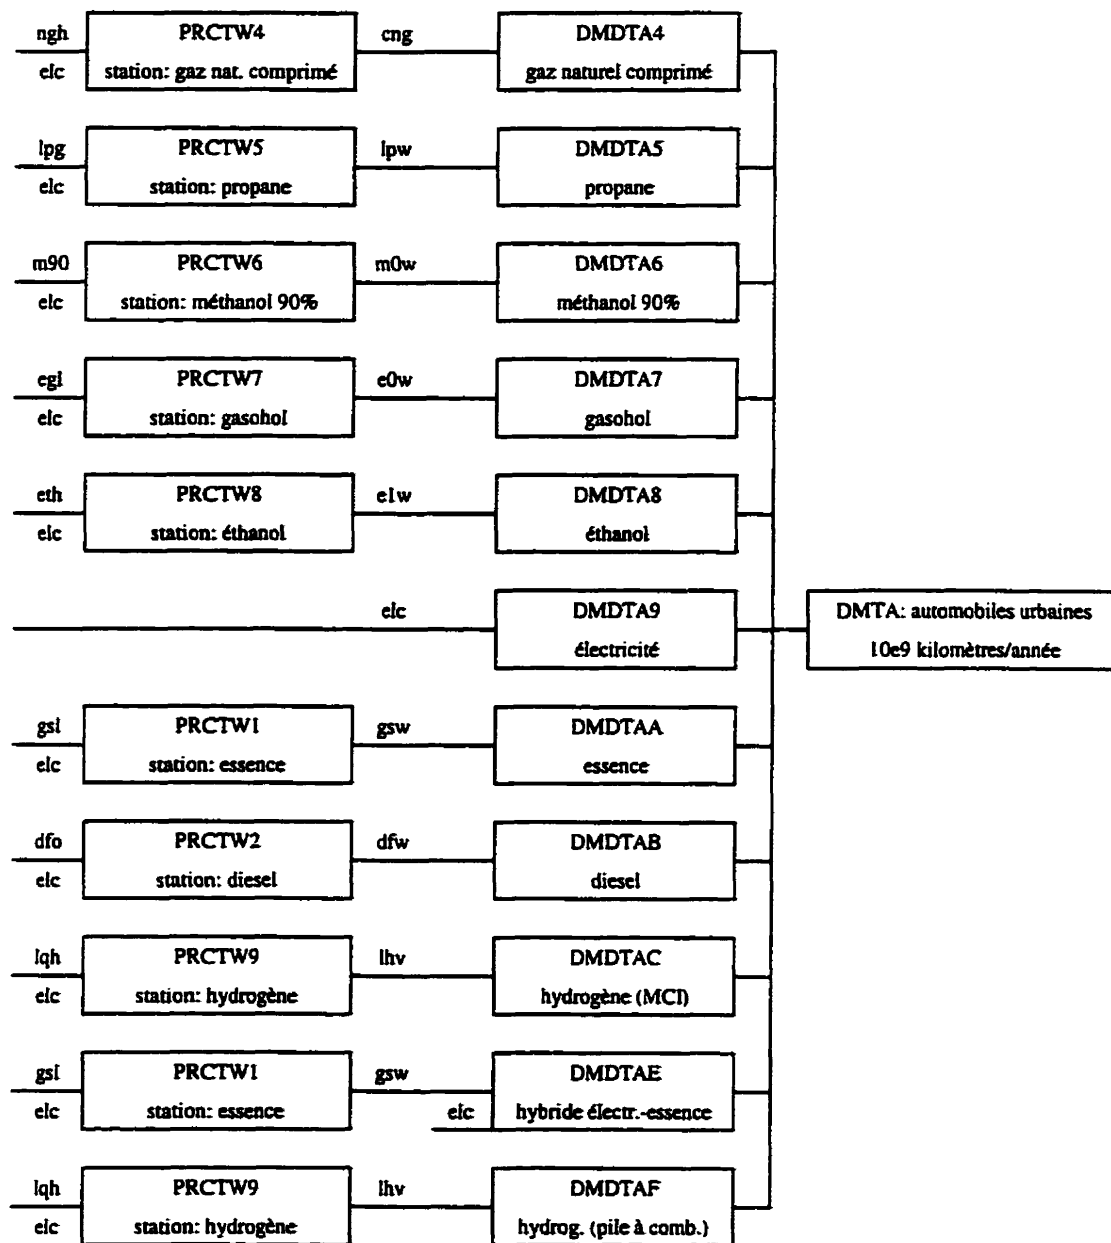 ngh PRCTW4 cng DMDTA4
elc station: gaz nat. comprimé gaz naturel comprimé
lpg PRCTW5 lpw DMDTA5
elc station: propane propane
m90 PRCTW6 m0w DMDTA6
elc station: méthanol 90% méthanol 90%
egl PRCTW7 e0w DMDTA7
elc station: gasohol gasohol
eth PRCTW8 e1w DMDTA8
elc station: éthanol éthanol
elc DMDTA9 DMTA: automobiles urbaines
électricité 10e9 kilomètres/année
gsl PRCTW1 gsw DMDTAA
elc station: essence essence
dfo PRCTW2 dfw DMDTAB
elc station: diesel diesel
lqh PRCTW9 lhv DMDTAC
elc station: hydrogène hydrogène (MCI)
gsl PRCTW1 gsw DMDTAE
elc station: essence elc hybride électr.-essence
lqh PRCTW9 lhv DMDTAF
elc station: hydrogène hydrog. (pile à comb.)